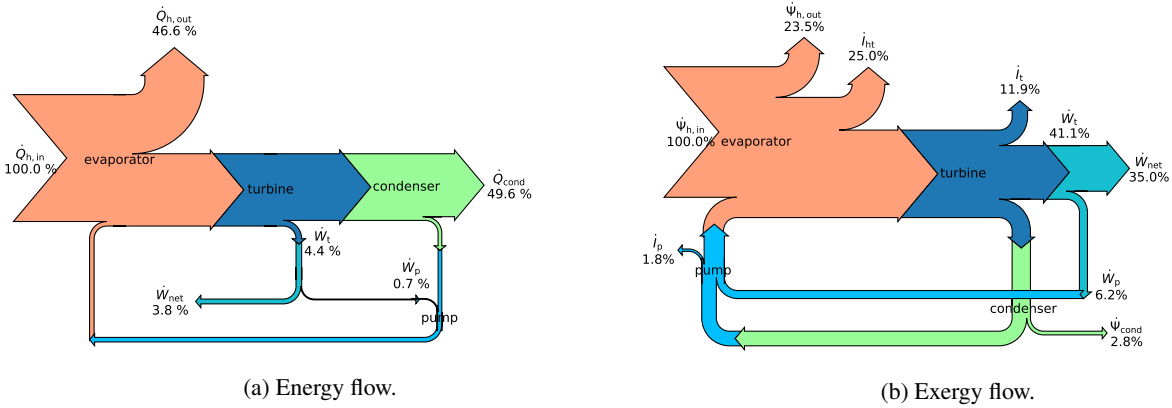 Q̇h, out
46.6 %
Q̇h, in
100.0 %
evaporator
turbine
condenser
Q̇cond
49.6 %
Ẇt
4.4 %
Ẇp
0.7 %
Ẇnet
3.8 %
pump
(a) Energy flow.
Ψ̇h, out
23.5%
İht
25.0%
İt
11.9%
Ẇt
41.1%
Ψ̇h, in
100.0%
evaporator
turbine
Ẇnet
35.0%
İp
1.8%
pump
Ẇp
6.2%
condenser
Ψ̇cond
2.8%
(b) Exergy flow.